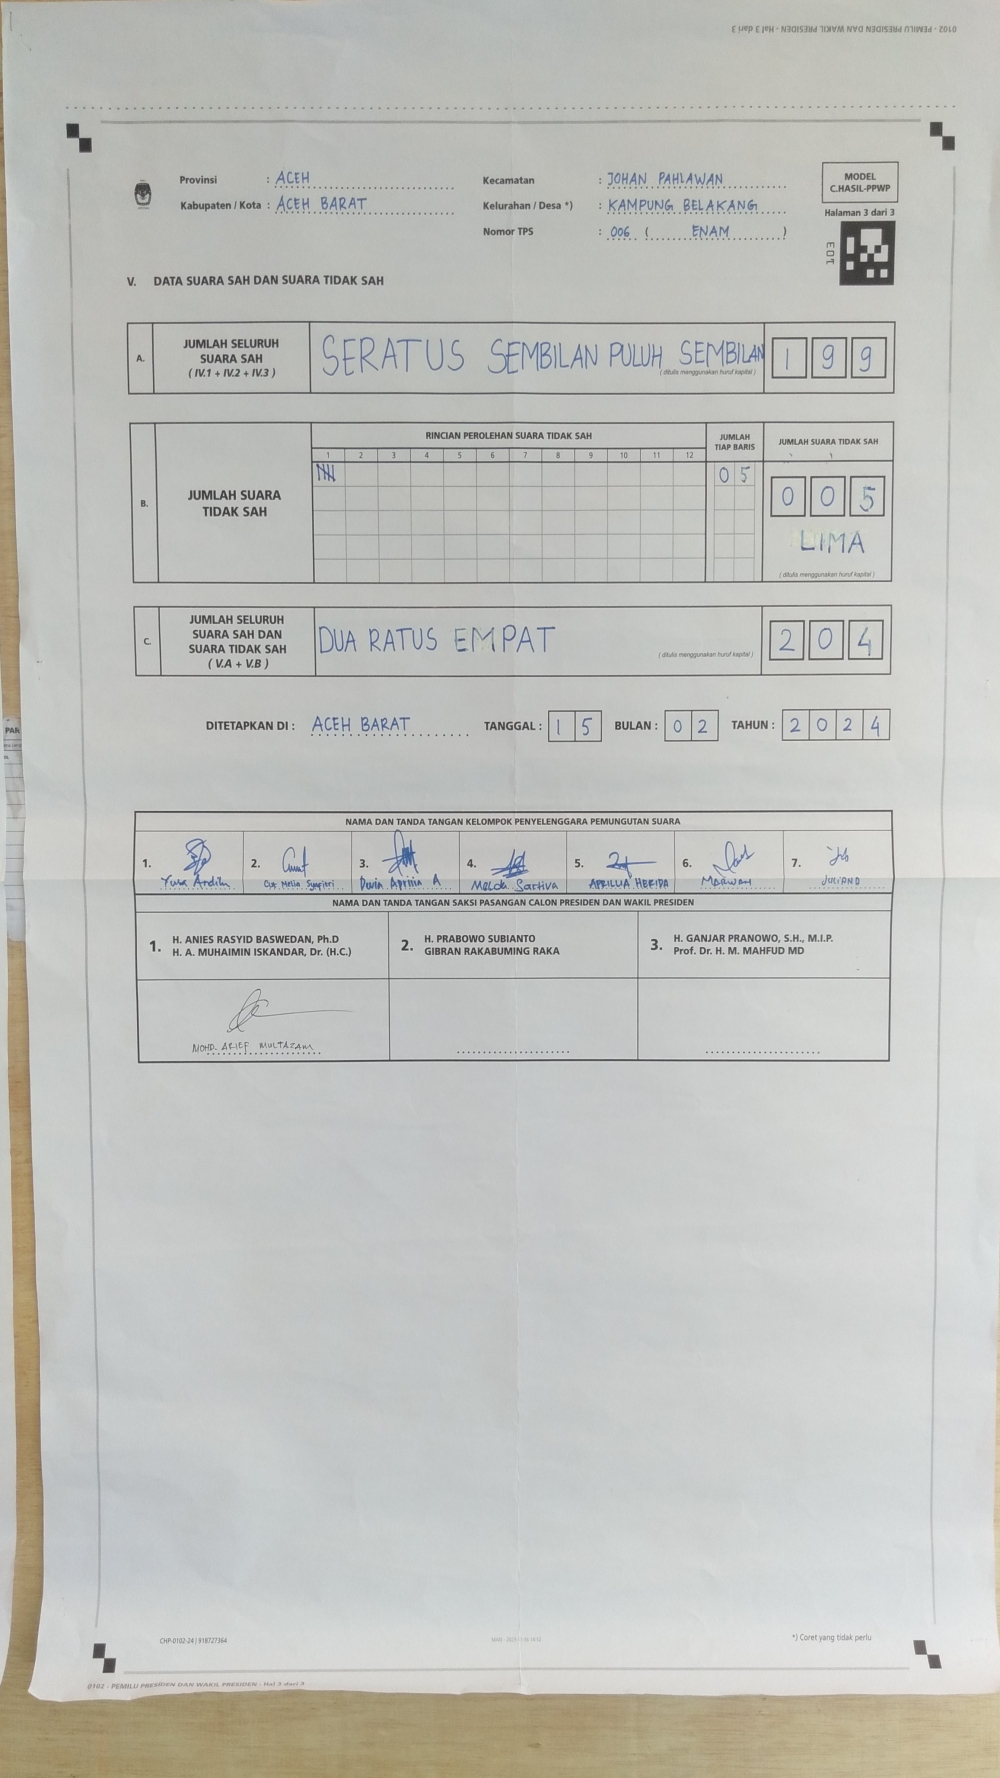 0102 - PEMILU PRESIDEN DAN WAKIL PRESIDEN - Hal 3 dari 3
Provinsi : ACEH
Kabupaten / Kota : ACEH BARAT
Kecamatan : JOHAN PAHLAWAN
Kelurahan / Desa *) : KAMPUNG BELAKANG
Nomor TPS : 006 ( ENAM )
MODEL
C.HASIL-PPWP
Halaman 3 dari 3
V. DATA SUARA SAH DAN SUARA TIDAK SAH
A. JUMLAH SELURUH
SUARA SAH
( IV.1 + IV.2 + IV.3 )
SERATUS SEMBILAN PULUH SEMBILAN
( ditulis menggunakan huruf kapital )
1 9 9
B. JUMLAH SUARA
TIDAK SAH
RINCIAN PEROLEHAN SUARA TIDAK SAH
1 2 3 4 5 6 7 8 9 10 11 12
JUMLAH
TIAP BARIS
0 5
JUMLAH SUARA TIDAK SAH
0 0 5
LIMA
( ditulis menggunakan huruf kapital )
C. JUMLAH SELURUH
SUARA SAH DAN
SUARA TIDAK SAH
( V.A + V.B )
DUA RATUS EMPAT
( ditulis menggunakan huruf kapital )
2 0 4
DITETAPKAN DI : ACEH BARAT TANGGAL : 1 5 BULAN : 0 2 TAHUN : 2 0 2 4
NAMA DAN TANDA TANGAN KELOMPOK PENYELENGGARA PEMUNGUTAN SUARA
1. 2. 3. 4. 5. 6. 7.
Yusa Ardin Cut Melia Syafitri Devin Aprilia A Melda Sartiva APRILLIA HERIDA MARWAN JULIAND
NAMA DAN TANDA TANGAN SAKSI PASANGAN CALON PRESIDEN DAN WAKIL PRESIDEN
1. H. ANIES RASYID BASWEDAN, Ph.D
H. A. MUHAIMIN ISKANDAR, Dr. (H.C.)
2. H. PRABOWO SUBIANTO
GIBRAN RAKABUMING RAKA
3. H. GANJAR PRANOWO, S.H., M.I.P.
Prof. Dr. H. M. MAHFUD MD
MOHD. ARIEF MULTAZAM
CHP-0102-24 | 918727364
*) Coret yang tidak perlu
0102 - PEMILU PRESIDEN DAN WAKIL PRESIDEN - Hal 3 dari 3